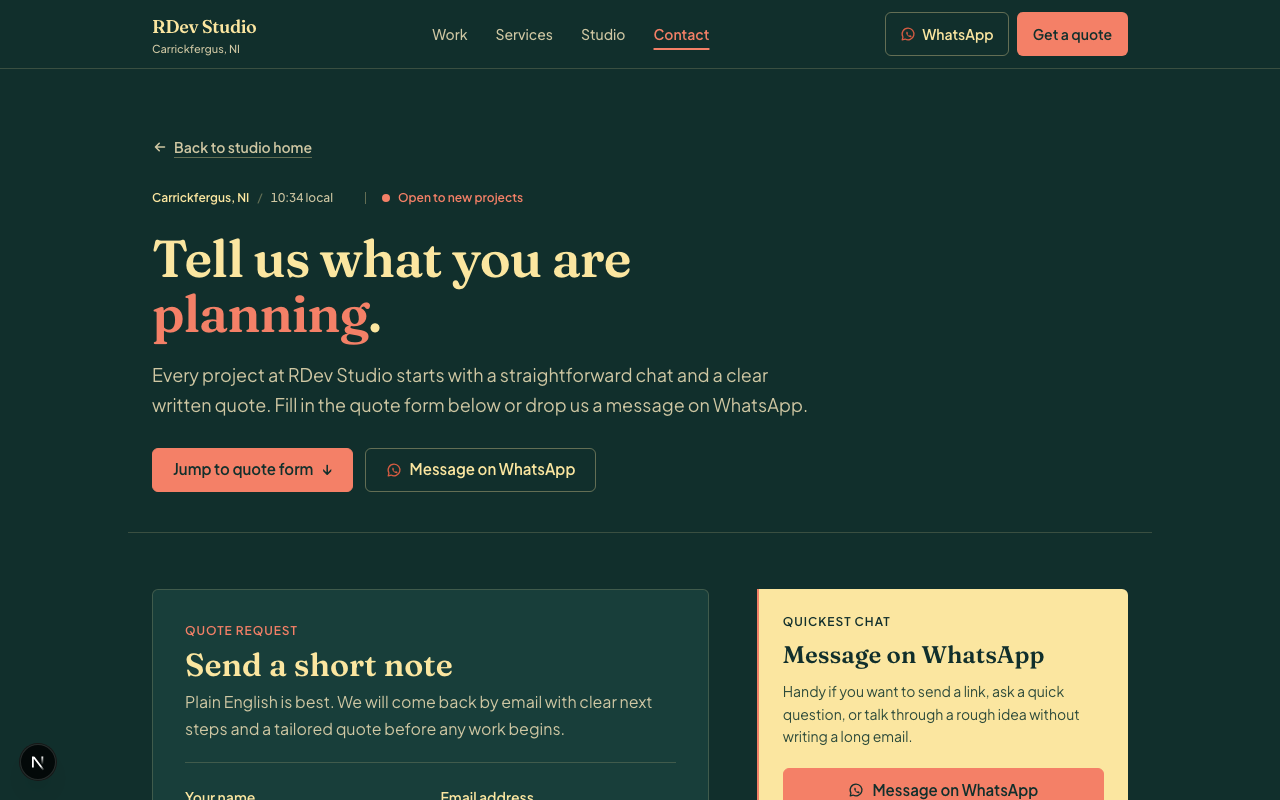 RDev Studio
Carrickfergus, NI
Work
Services
Studio
Contact
WhatsApp
Get a quote
← Back to studio home
Carrickfergus, NI / 10:34 local
Open to new projects
Tell us what you are
planning.
Every project at RDev Studio starts with a straightforward chat and a clear
written quote. Fill in the quote form below or drop us a message on WhatsApp.
Jump to quote form ↓
Message on WhatsApp
QUOTE REQUEST
Send a short note
Plain English is best. We will come back by email with clear next
steps and a tailored quote before any work begins.
Your name
Email address
QUICKEST CHAT
Message on WhatsApp
Handy if you want to send a link, ask a quick
question, or talk through a rough idea without
writing a long email.
Message on WhatsApp
N